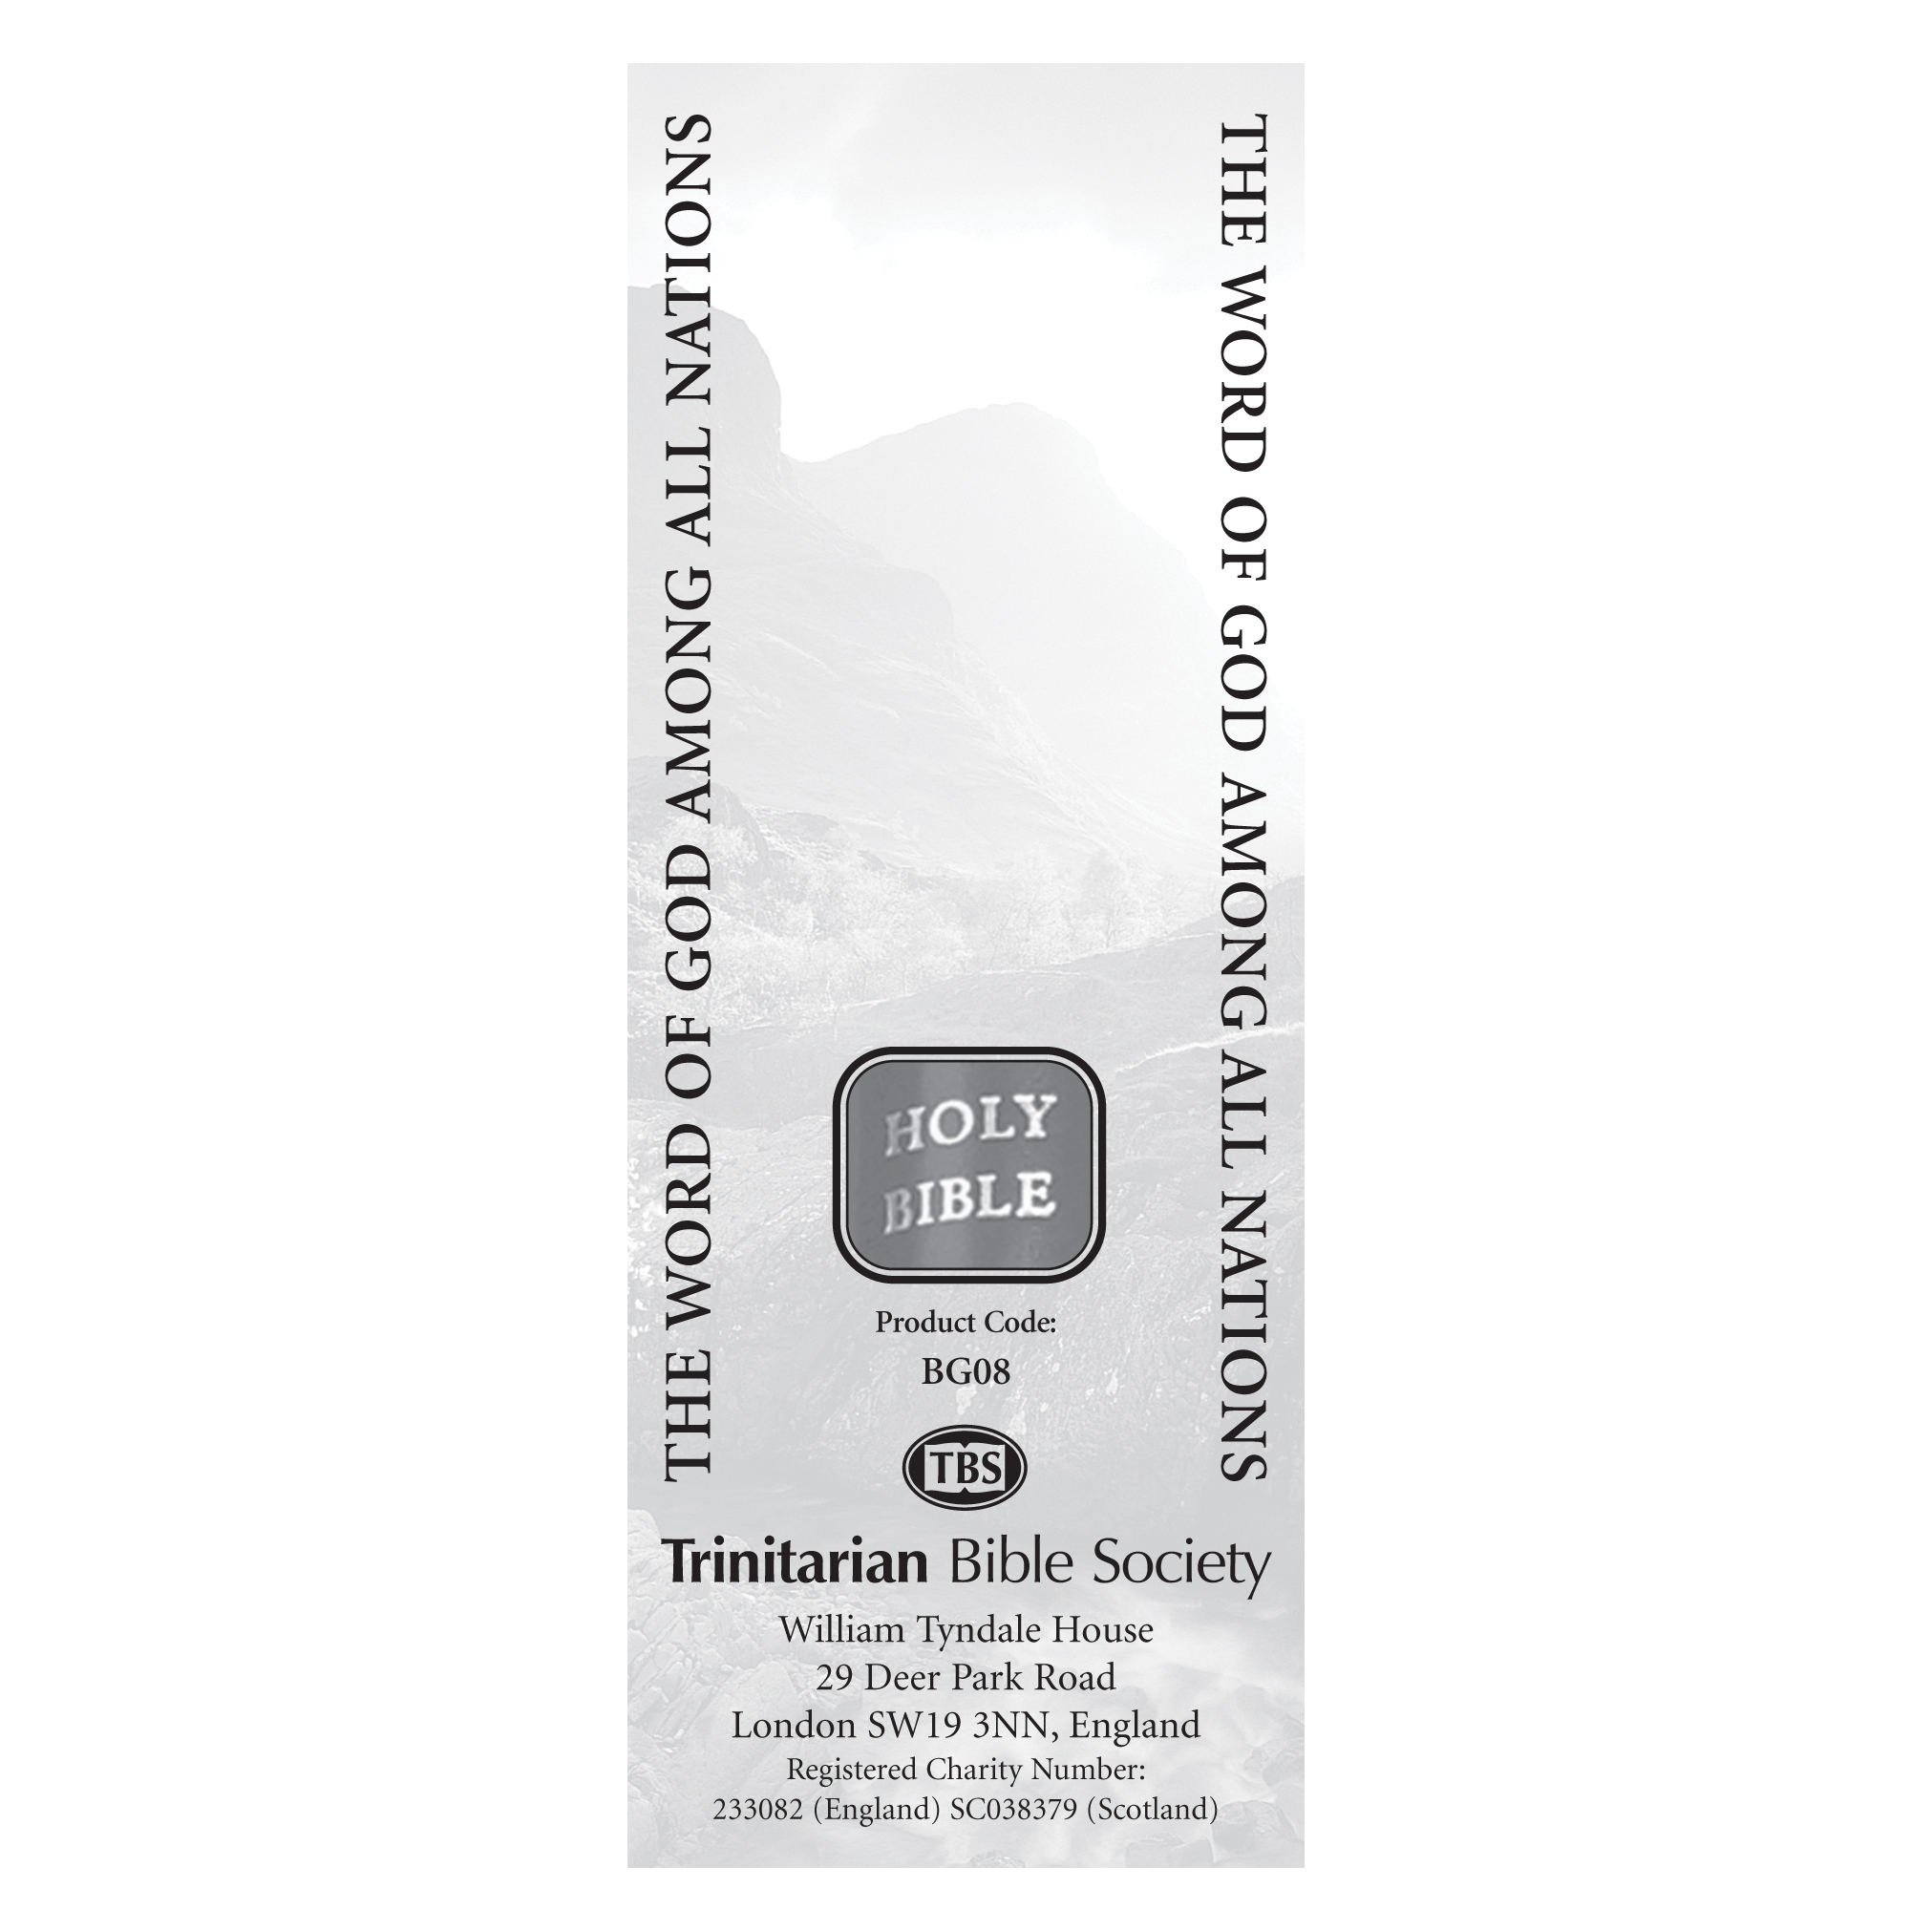 THE WORD OF GOD AMONG ALL NATIONS
THE WORD OF GOD AMONG ALL NATIONS
HOLY
BIBLE
Product Code:
BG08
TBS
Trinitarian Bible Society
William Tyndale House
29 Deer Park Road
London SW19 3NN, England
Registered Charity Number:
233082 (England) SC038379 (Scotland)